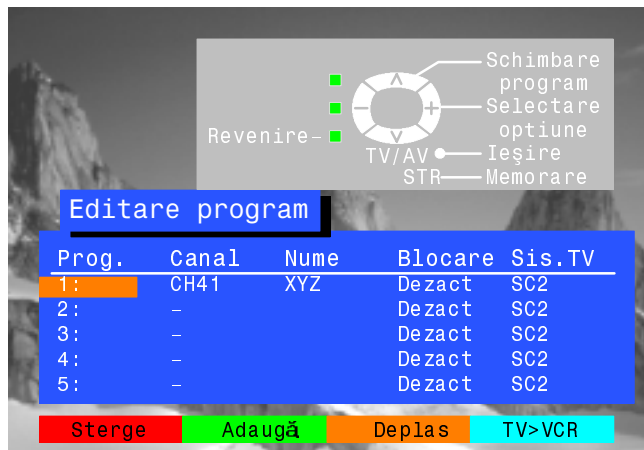 Schimbare
program
Selectare
Revenire – optiune
TV/AV Ieşire
STR Memorare
Editare program
Prog. Canal Nume Blocare Sis.TV
1: CH41 XYZ Dezact SC2
2: – Dezact SC2
3: – Dezact SC2
4: – Dezact SC2
5: – Dezact SC2
Sterge Adaugă Deplas TV>VCR